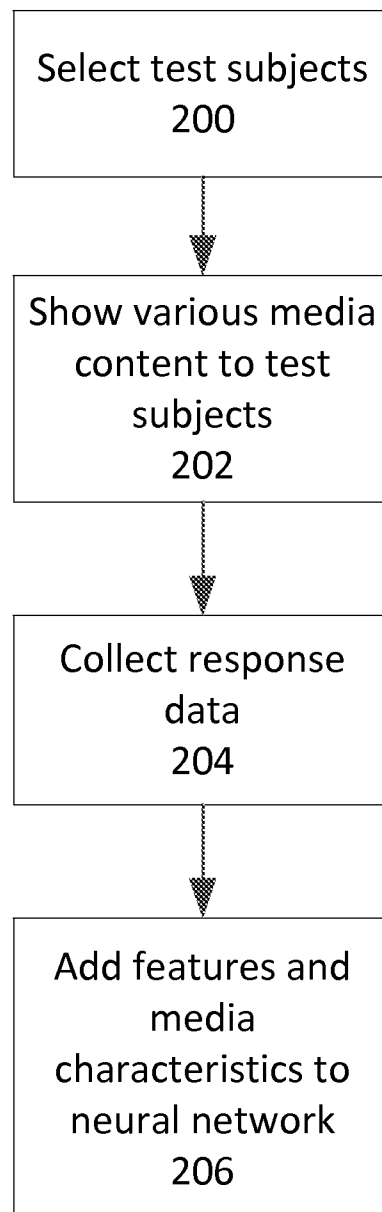 Select test subjects
200
Show various media
content to test
subjects
202
Collect response
data
204
Add features and
media
characteristics to
neural network
206